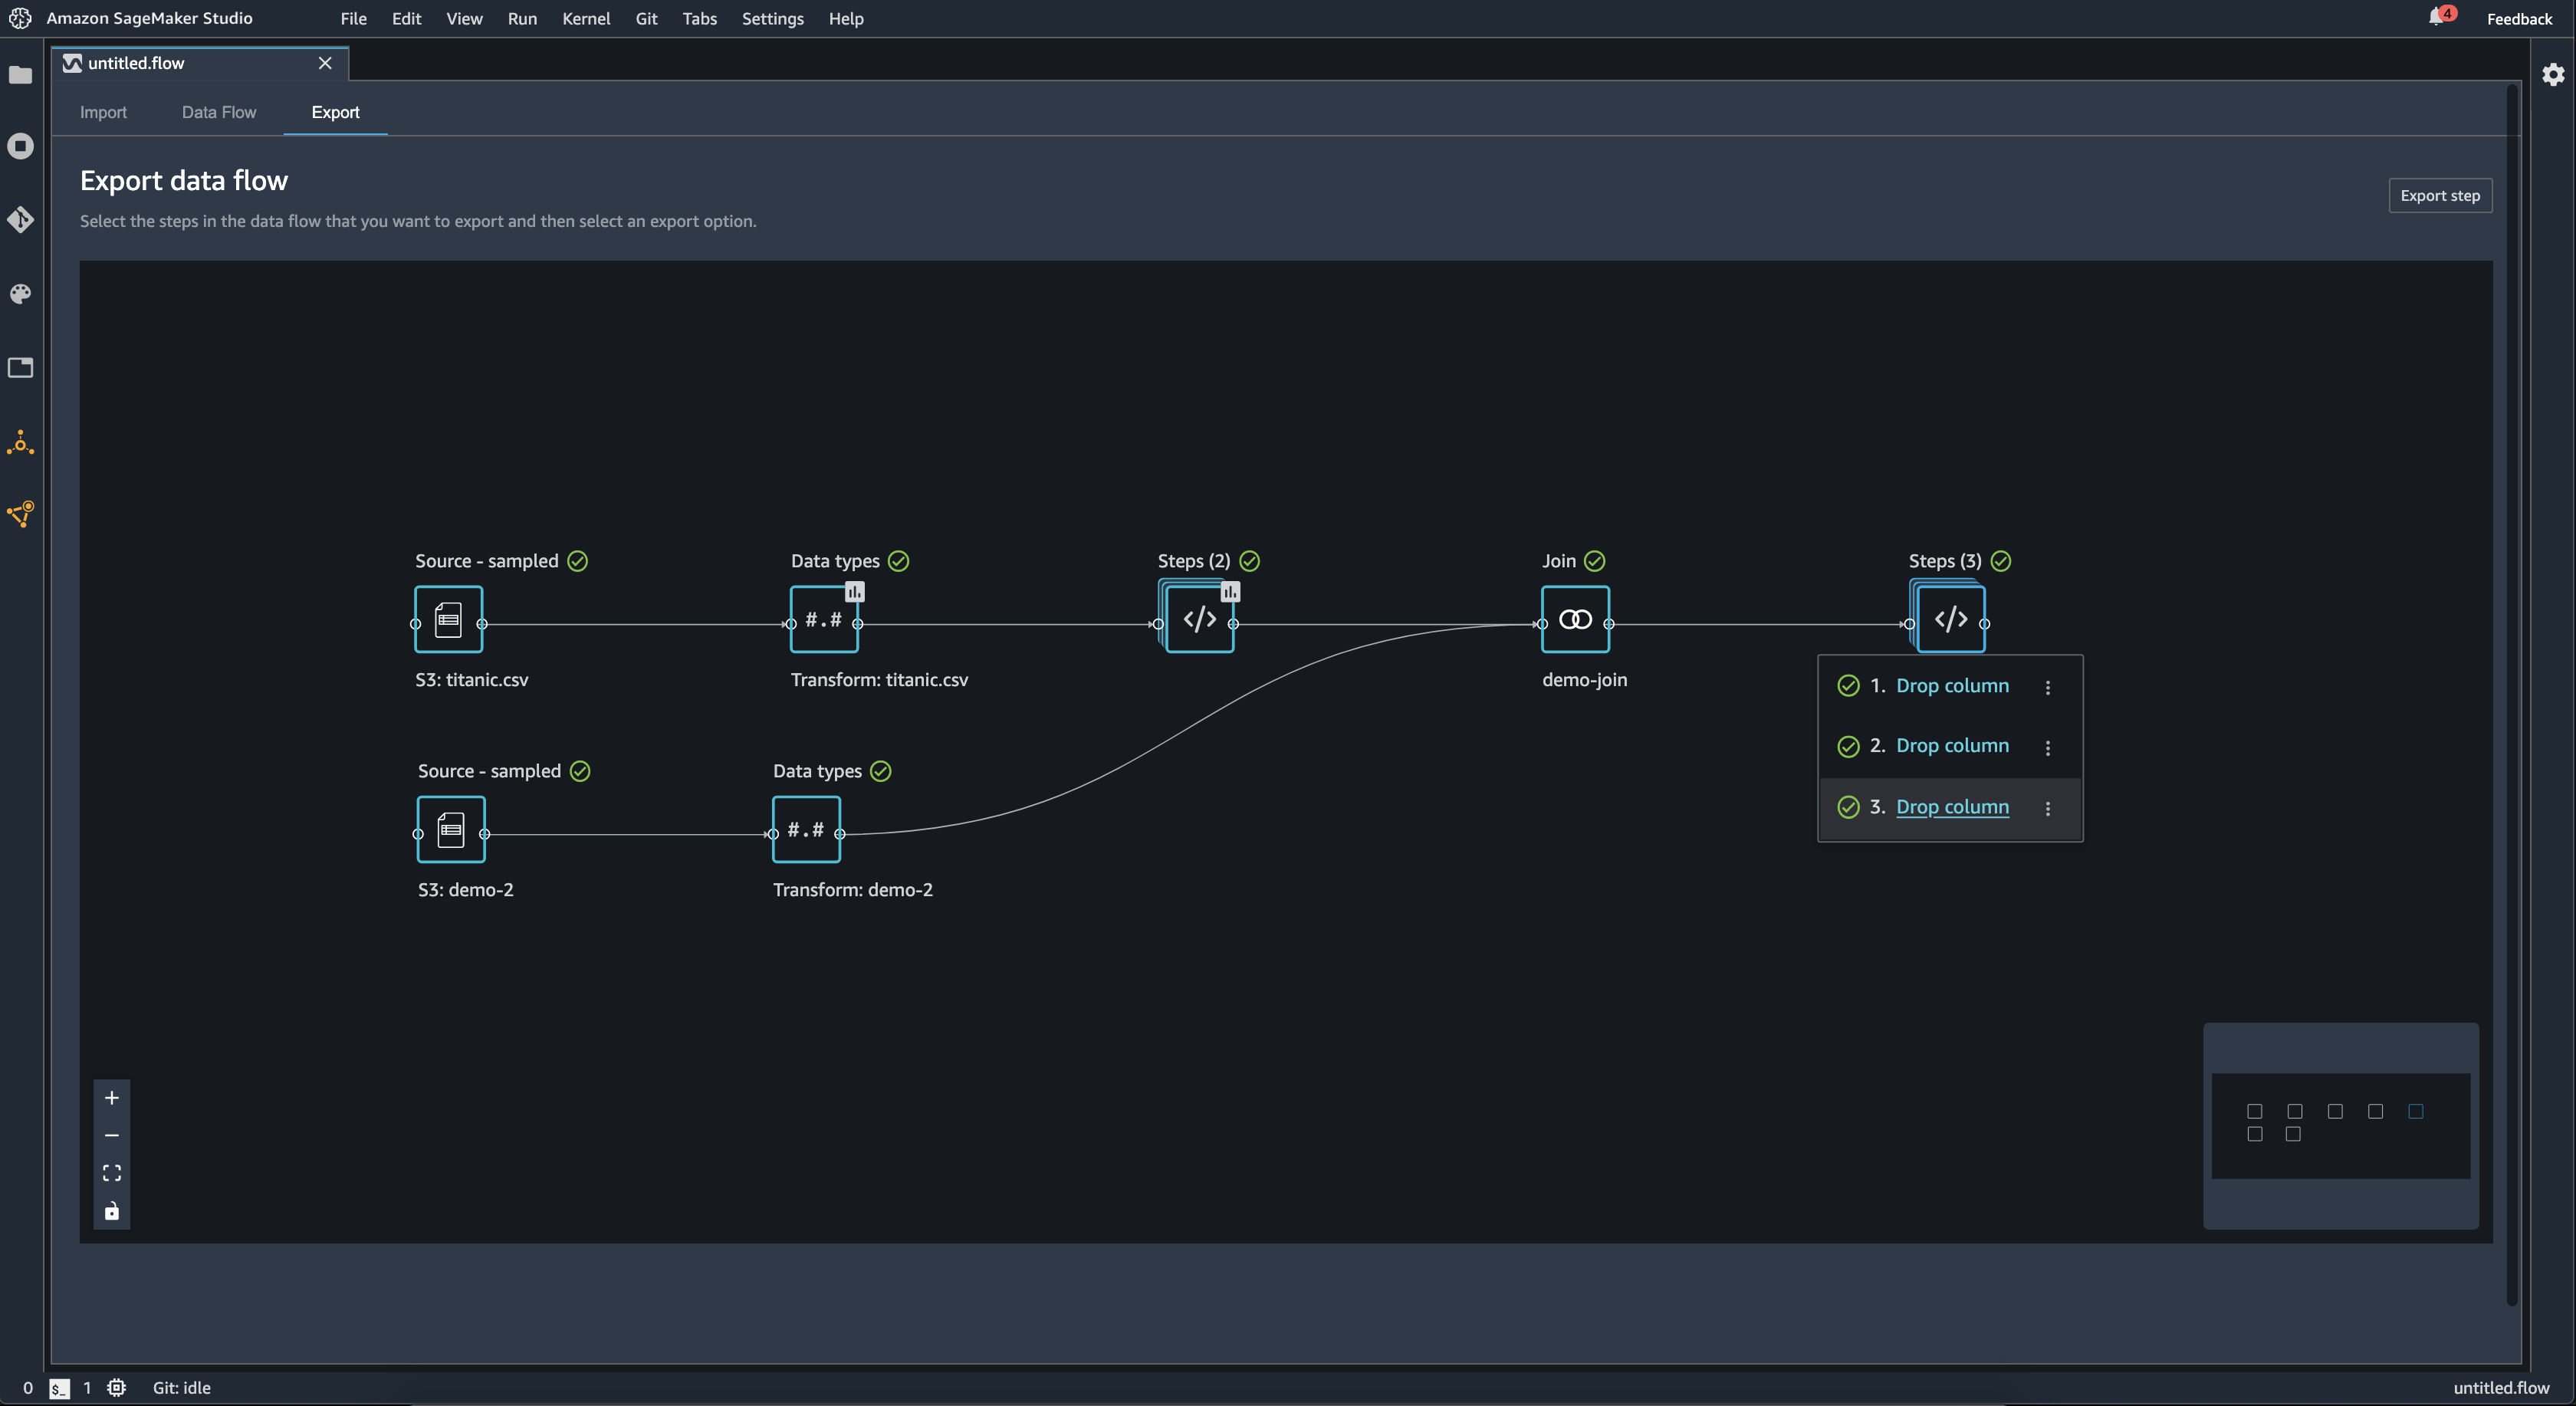 Amazon SageMaker Studio File Edit View Run Kernel Git Tabs Settings Help 4 Feedback
untitled.flow
Import Data Flow Export
Export data flow
Export step
Select the steps in the data flow that you want to export and then select an export option.
Source - sampled Data types Steps (2) Join Steps (3)
#.# </> </>
S3: titanic.csv Transform: titanic.csv demo-join
1. Drop column
2. Drop column
3. Drop column
Source - sampled Data types
#.#
S3: demo-2 Transform: demo-2
0 $_ 1 Git: idle untitled.flow